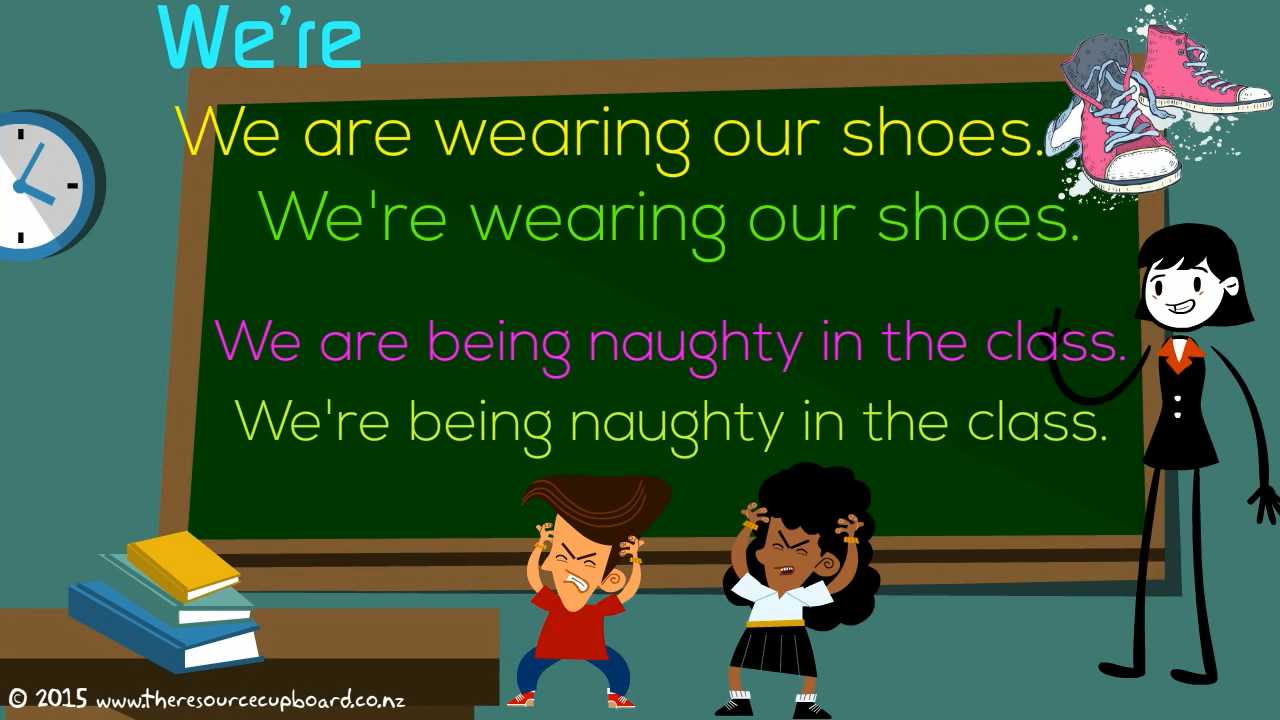 We're
We are wearing our shoes.
We're wearing our shoes.
We are being naughty in the class.
We're being naughty in the class.
© 2015 www.theresourcecupboard.co.nz